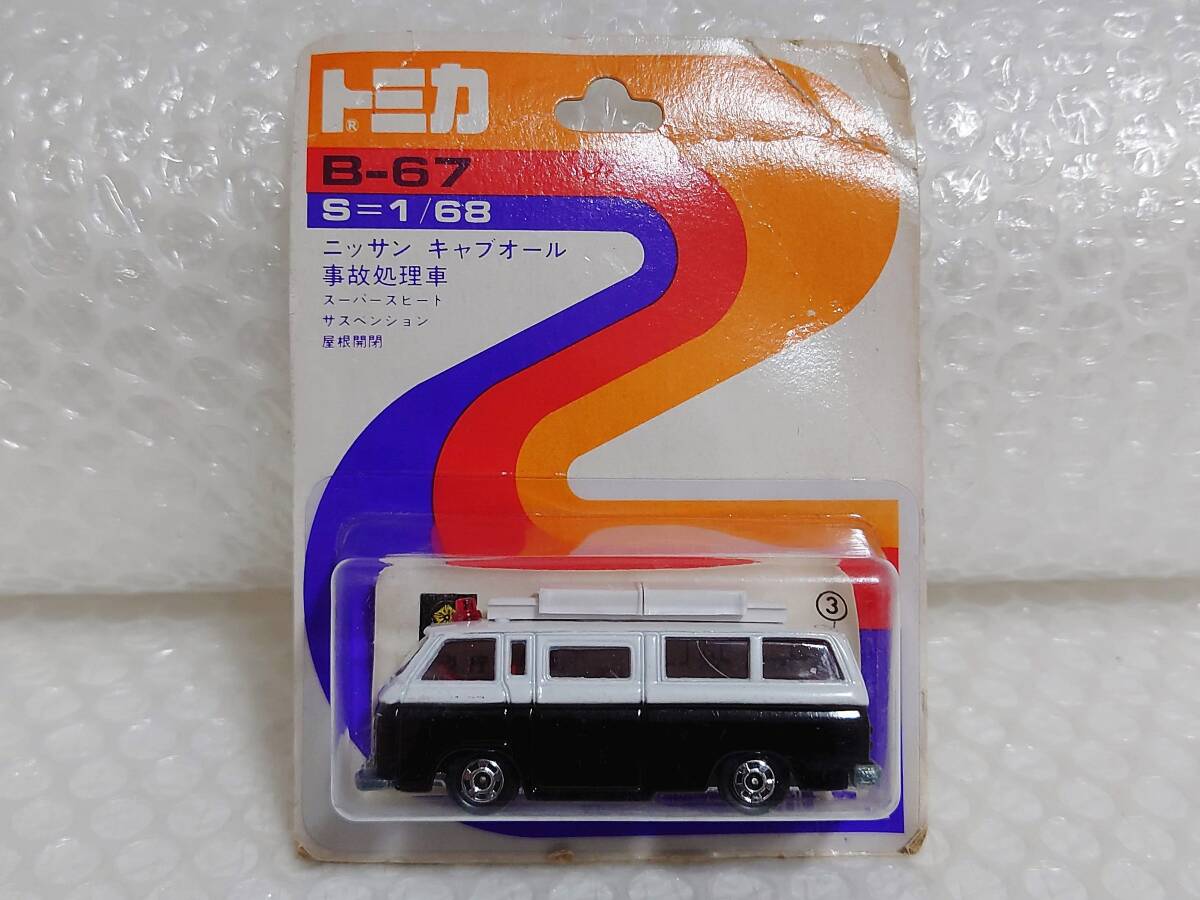 トミカ
®
B-67
S=1/68
ニッサン キャブオール
事故処理車
スーパースピード
サスペンション
屋根開閉
③